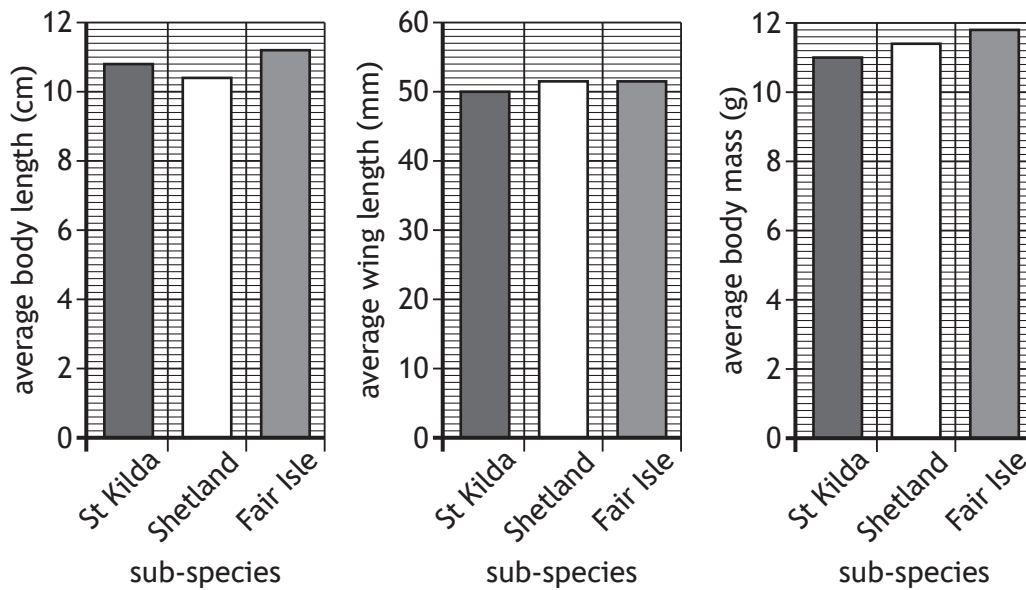 average body length (cm)
12
10
8
6
4
2
0
St Kilda
Shetland
Fair Isle
sub-species
average wing length (mm)
60
50
40
30
20
10
0
St Kilda
Shetland
Fair Isle
sub-species
average body mass (g)
12
10
8
6
4
2
0
St Kilda
Shetland
Fair Isle
sub-species